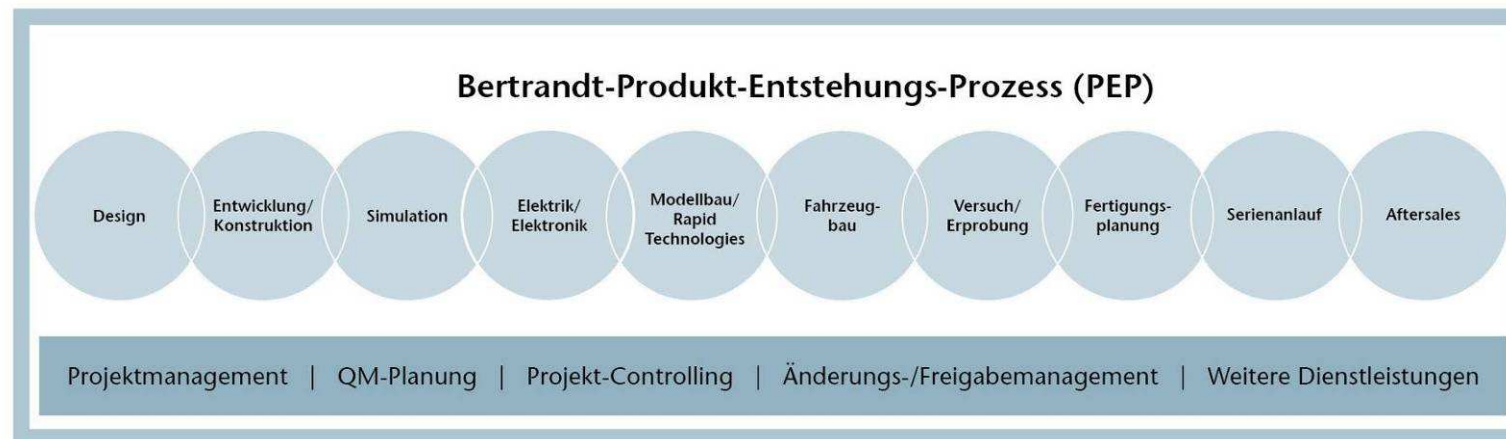 Bertrandt-Produkt-Entstehungs-Prozess (PEP)
Design
Entwicklung/
Konstruktion
Simulation
Elektrik/
Elektronik
Modellbau/
Rapid
Technologies
Fahrzeug-
bau
Versuch/
Erprobung
Fertigungs-
planung
Serienanlauf
Aftersales
Projektmanagement | QM-Planung | Projekt-Controlling | Änderungs-/Freigabemanagement | Weitere Dienstleistungen